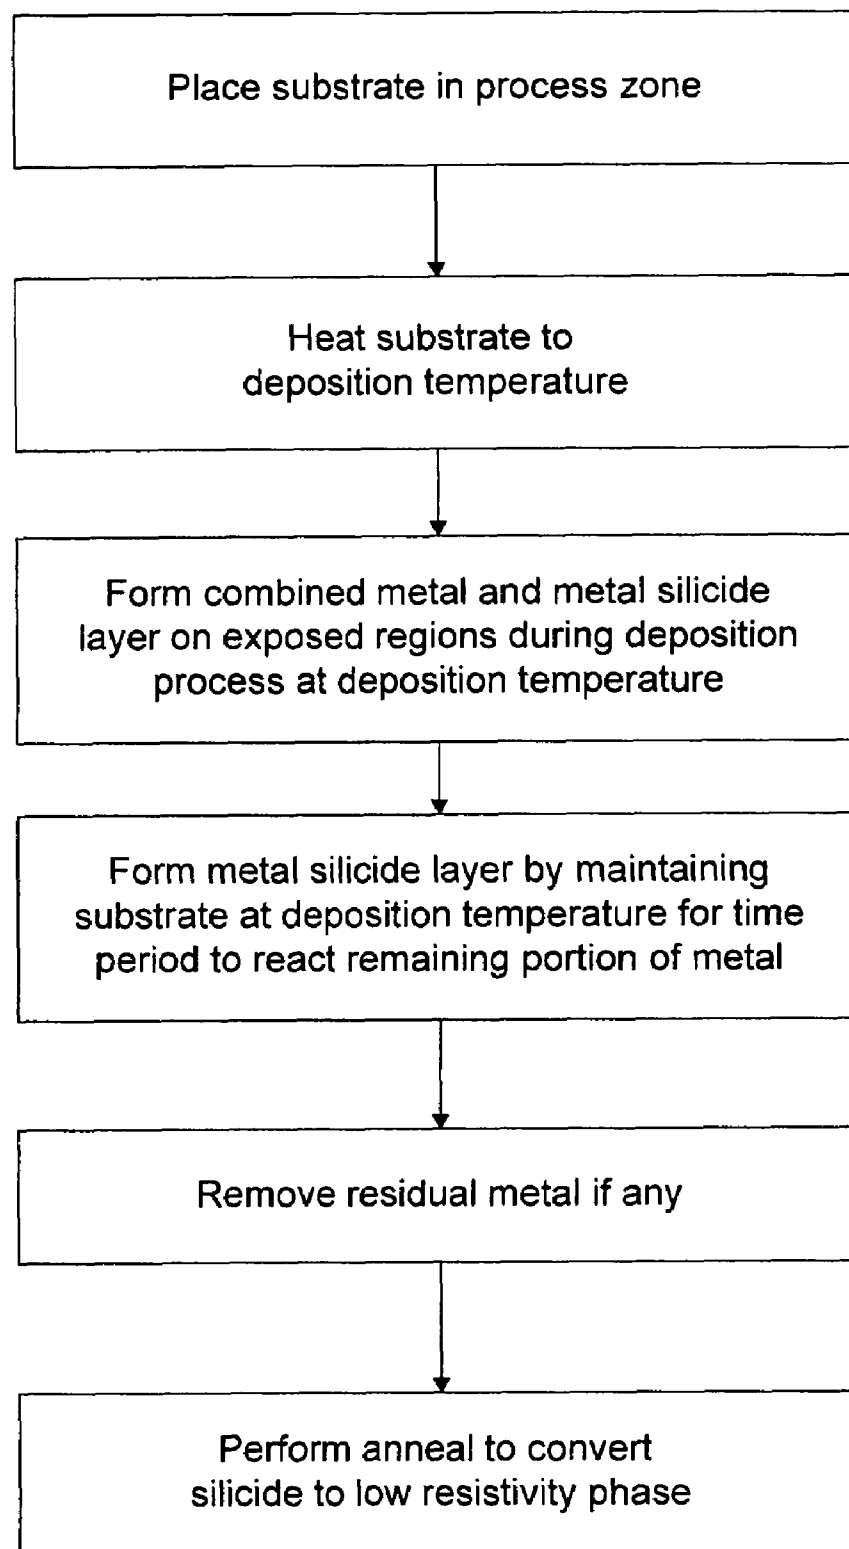 Place substrate in process zone
Heat substrate to
deposition temperature
Form combined metal and metal silicide
layer on exposed regions during deposition
process at deposition temperature
Form metal silicide layer by maintaining
substrate at deposition temperature for time
period to react remaining portion of metal
Remove residual metal if any
Perform anneal to convert
silicide to low resistivity phase